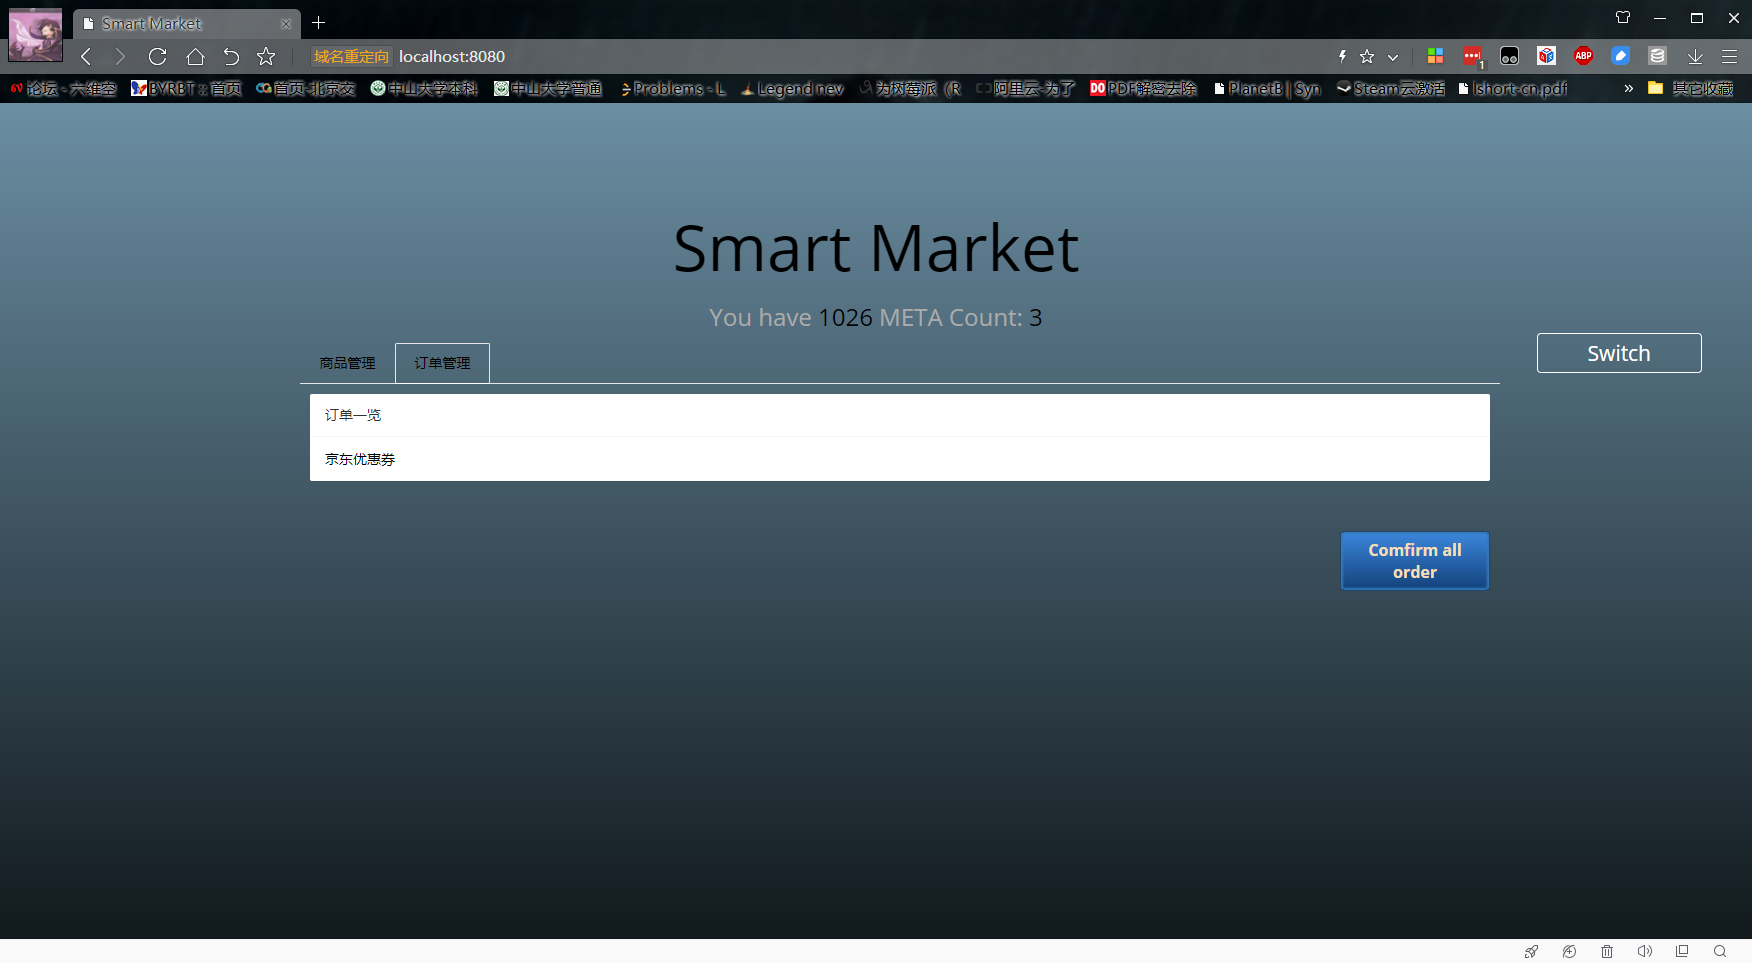 Smart Market
域名重定向 localhost:8080
1
ABP
6V 论坛 - 六维空 BYRBT :: 首页 首页-北京交 中山大学本科 中山大学普通 Problems - L Legend nev 为树莓派（R 阿里云-为了 DO PDF解密去除 PlanetB | Syn Steam云激活 lshort-cn.pdf » 其它收藏
Smart Market
You have 1026 META Count: 3
商品管理 订单管理
Switch
订单一览
京东优惠券
Comfirm all
order